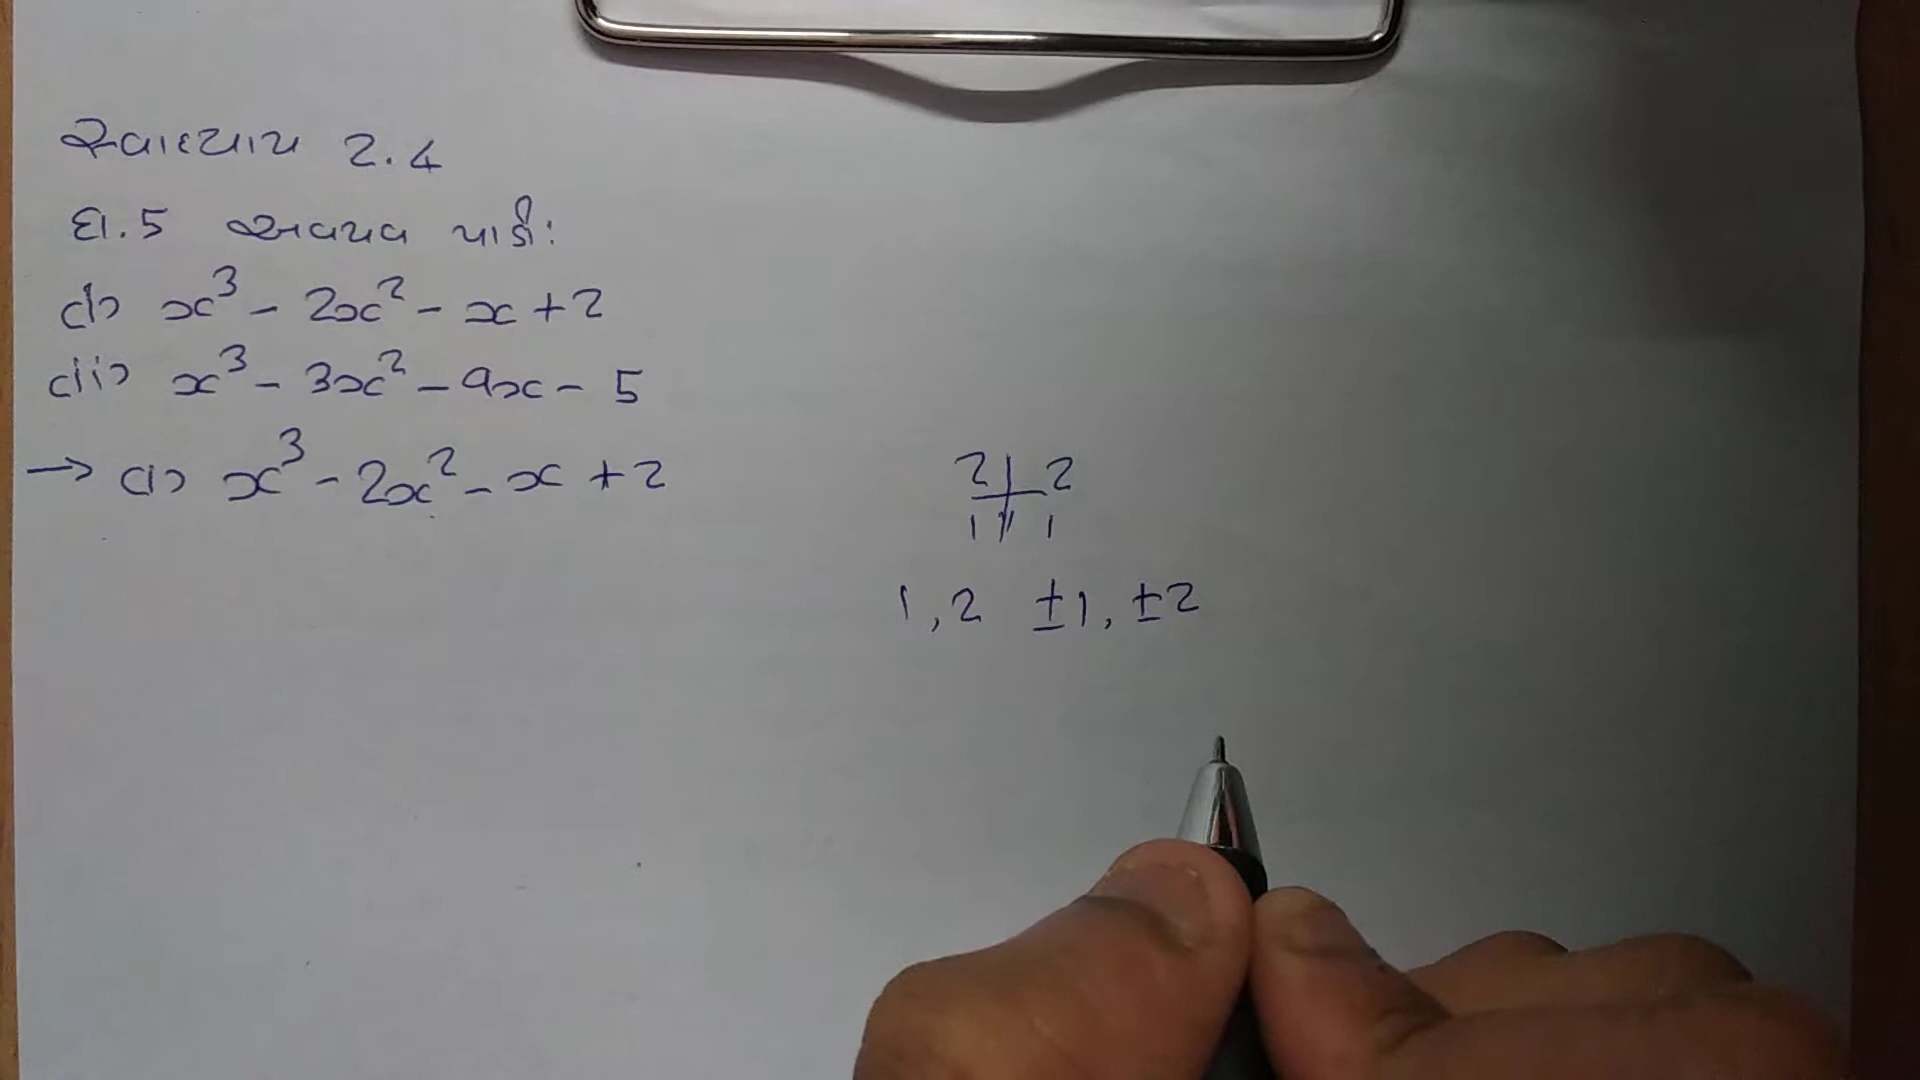 સ્વાધ્યાય 2.4
દા.5 અવયવ પાડો:
(i) x³ - 2x² - x + 2
(ii) x³ - 3x² - 9x - 5
→ (i) x³ - 2x² - x + 2
2 | 2
1 | 1
1, 2 ±1, ±2